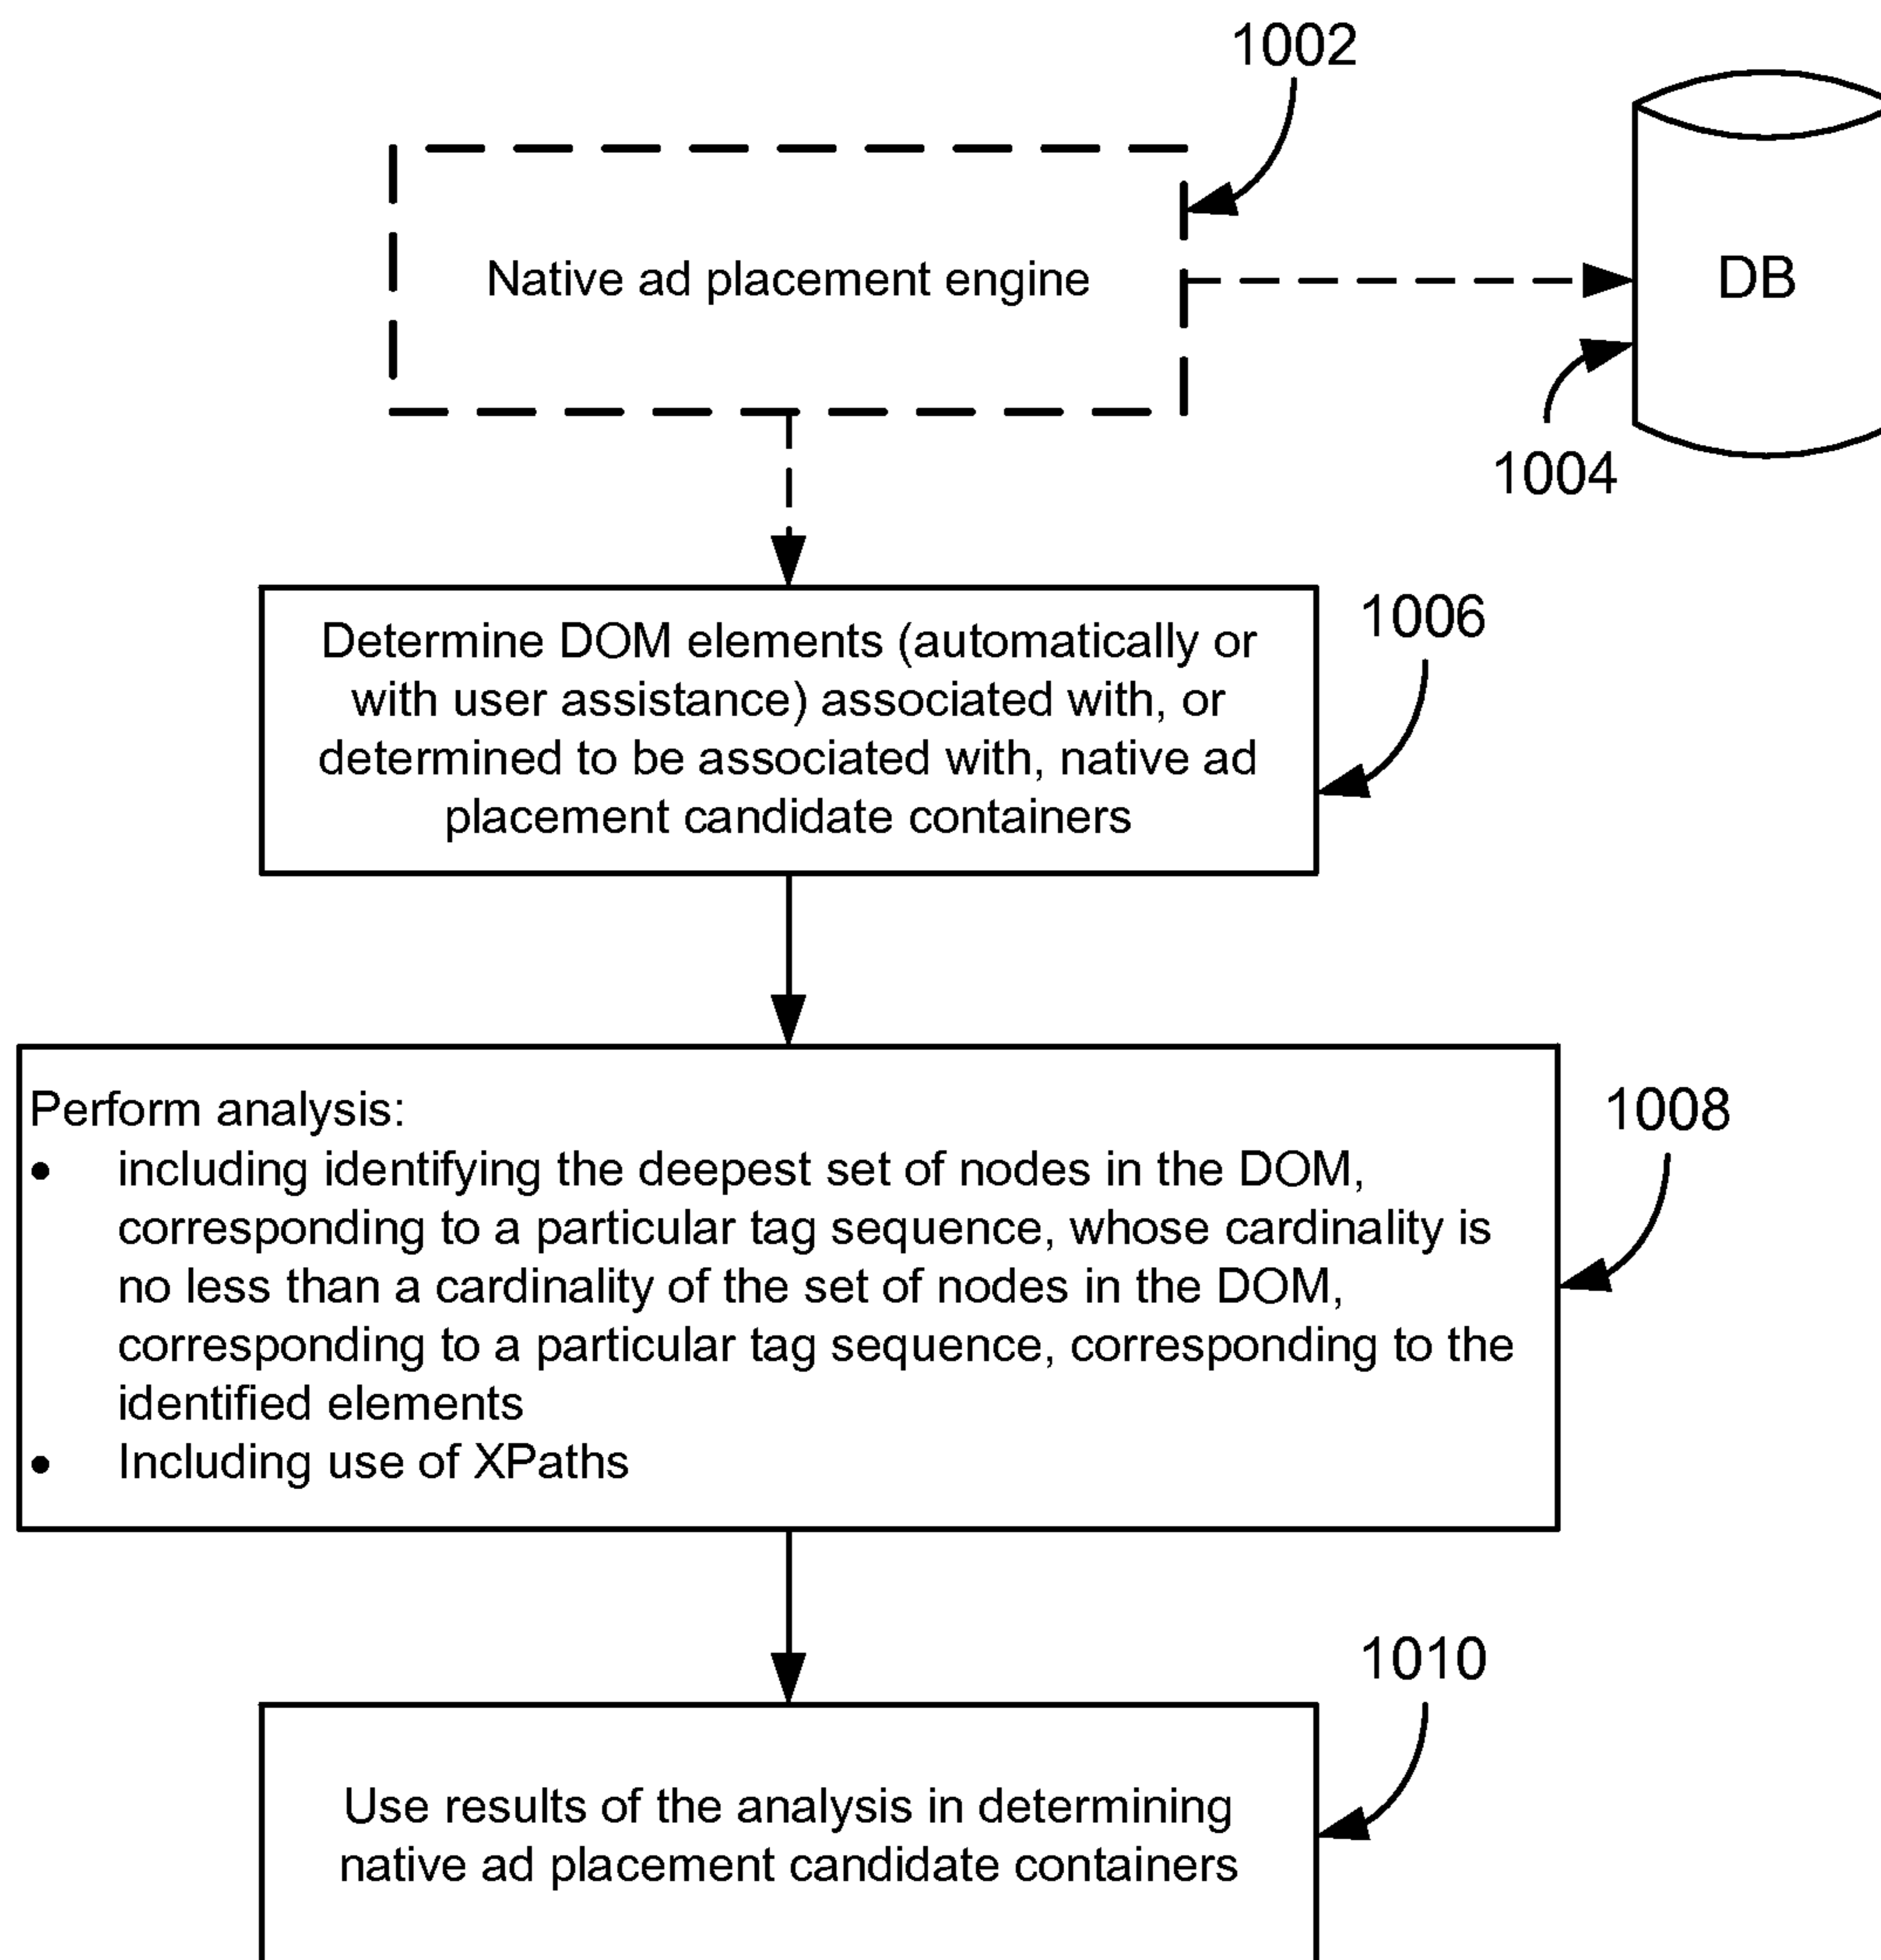 1002
Native ad placement engine
DB
1004
Determine DOM elements (automatically or
with user assistance) associated with, or
determined to be associated with, native ad
placement candidate containers
1006
Perform analysis:
• including identifying the deepest set of nodes in the DOM,
corresponding to a particular tag sequence, whose cardinality is
no less than a cardinality of the set of nodes in the DOM,
corresponding to a particular tag sequence, corresponding to the
identified elements
• Including use of XPaths
1008
1010
Use results of the analysis in determining
native ad placement candidate containers